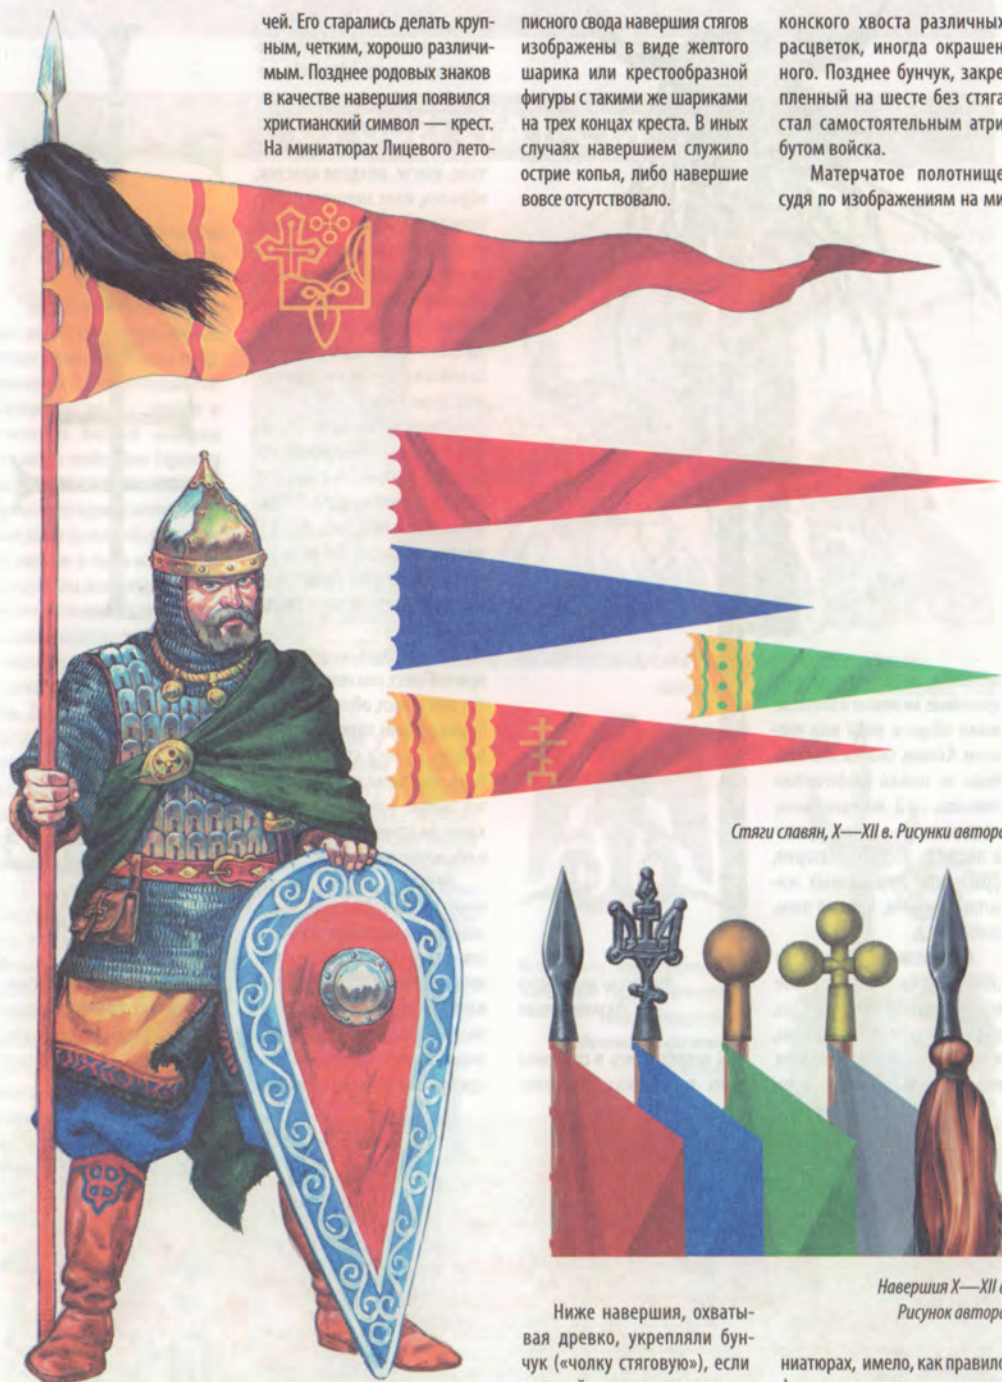 чей. Его старались делать круп-
ным, четким, хорошо различи-
мым. Позднее родовых знаков
в качестве навершия появился
христианский символ — крест.
На миниатюрах Лицевого лето-
писного свода навершия стягов
изображены в виде желтого
шарика или крестообразной
фигуры с такими же шариками
на трех концах креста. В иных
случаях навершием служило
острие копья, либо навершие
вовсе отсутствовало.
Ниже навершия, охваты-
вая древко, укрепляли бун-
чук («чолку стяговую»), если
конского хвоста различных
расцветок, иногда окрашен
ного. Позднее бунчук, закре
пленный на шесте без стяга
стал самостоятельным атри
бутом войска.
Матерчатое полотнище
судя по изображениям на ми
ниатюрах, имело, как правило
Стяги славян, X—XII в. Рисунки автора
Навершия X—XII в
Рисунок автора